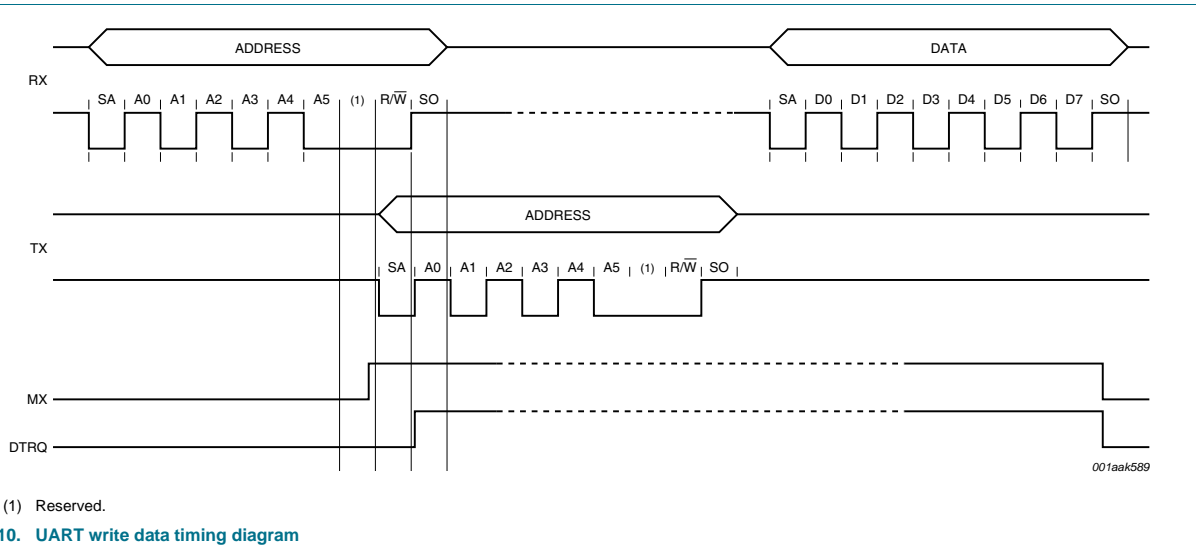 ADDRESS DATA
RX
SA A0 A1 A2 A3 A4 A5 (1) R/W̅ SO SA D0 D1 D2 D3 D4 D5 D6 D7 SO
ADDRESS
TX
SA A0 A1 A2 A3 A4 A5 (1) R/W̅ SO
MX
DTRQ
001aak589
(1) Reserved.
10. UART write data timing diagram